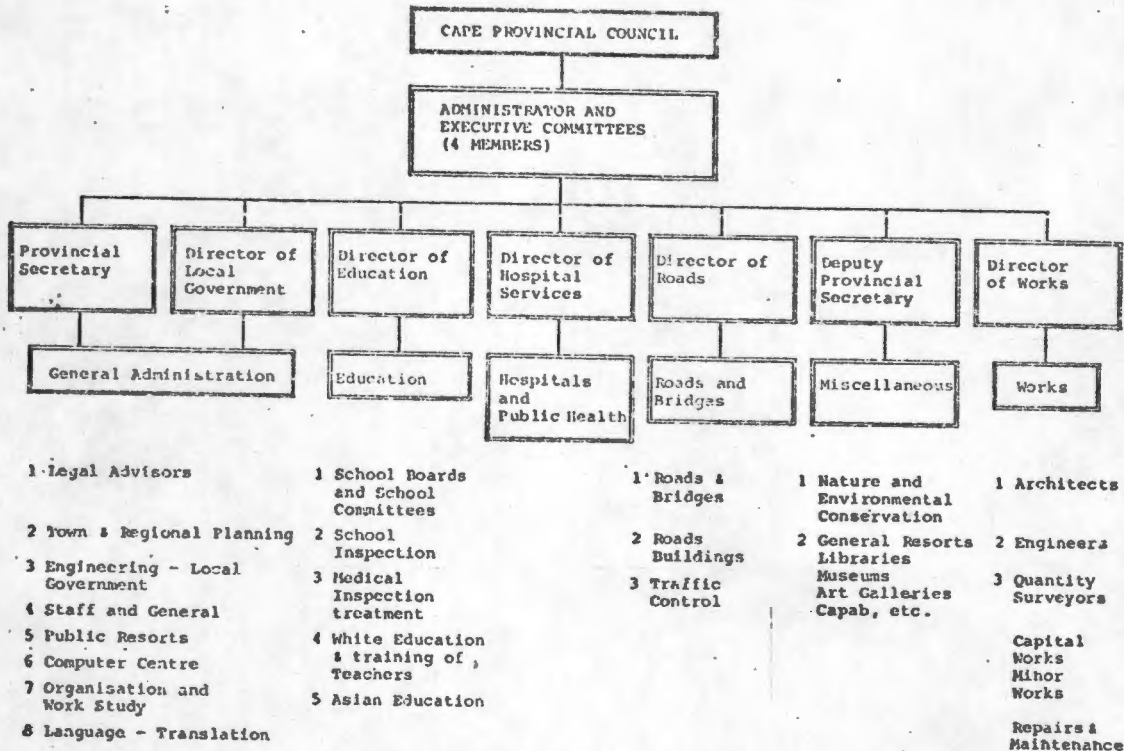 CAPE PROVINCIAL COUNCIL
ADMINISTRATOR AND
EXECUTIVE COMMITTEES
(4 MEMBERS)
Provincial
Secretary
Director of
Local
Government
Director of
Education
Director of
Hospital
Services
Director of
Roads
Deputy
Provincial
Secretary
Director
of Works
General Administration
Education
Hospitals
and
Public Health
Roads and
Bridges
Miscellaneous
Works
1 Legal Advisors
2 Town & Regional Planning
3 Engineering - Local
Government
4 Staff and General
5 Public Resorts
6 Computer Centre
7 Organisation and
Work Study
8 Language - Translation
1 School Boards
and School
Committees
2 School
Inspection
3 Medical
Inspection
treatment
4 White Education
& training of ,
Teachers
5 Asian Education
1 Roads &
Bridges
2 Roads
Buildings
3 Traffic
Control
1 Nature and
Environmental
Conservation
2 General Resorts
Libraries
Museums
Art Galleries
Capab, etc.
1 Architects
2 Engineers
3 Quantity
Surveyors
Capital
Works
Minor
Works
Repairs &
Maintenance